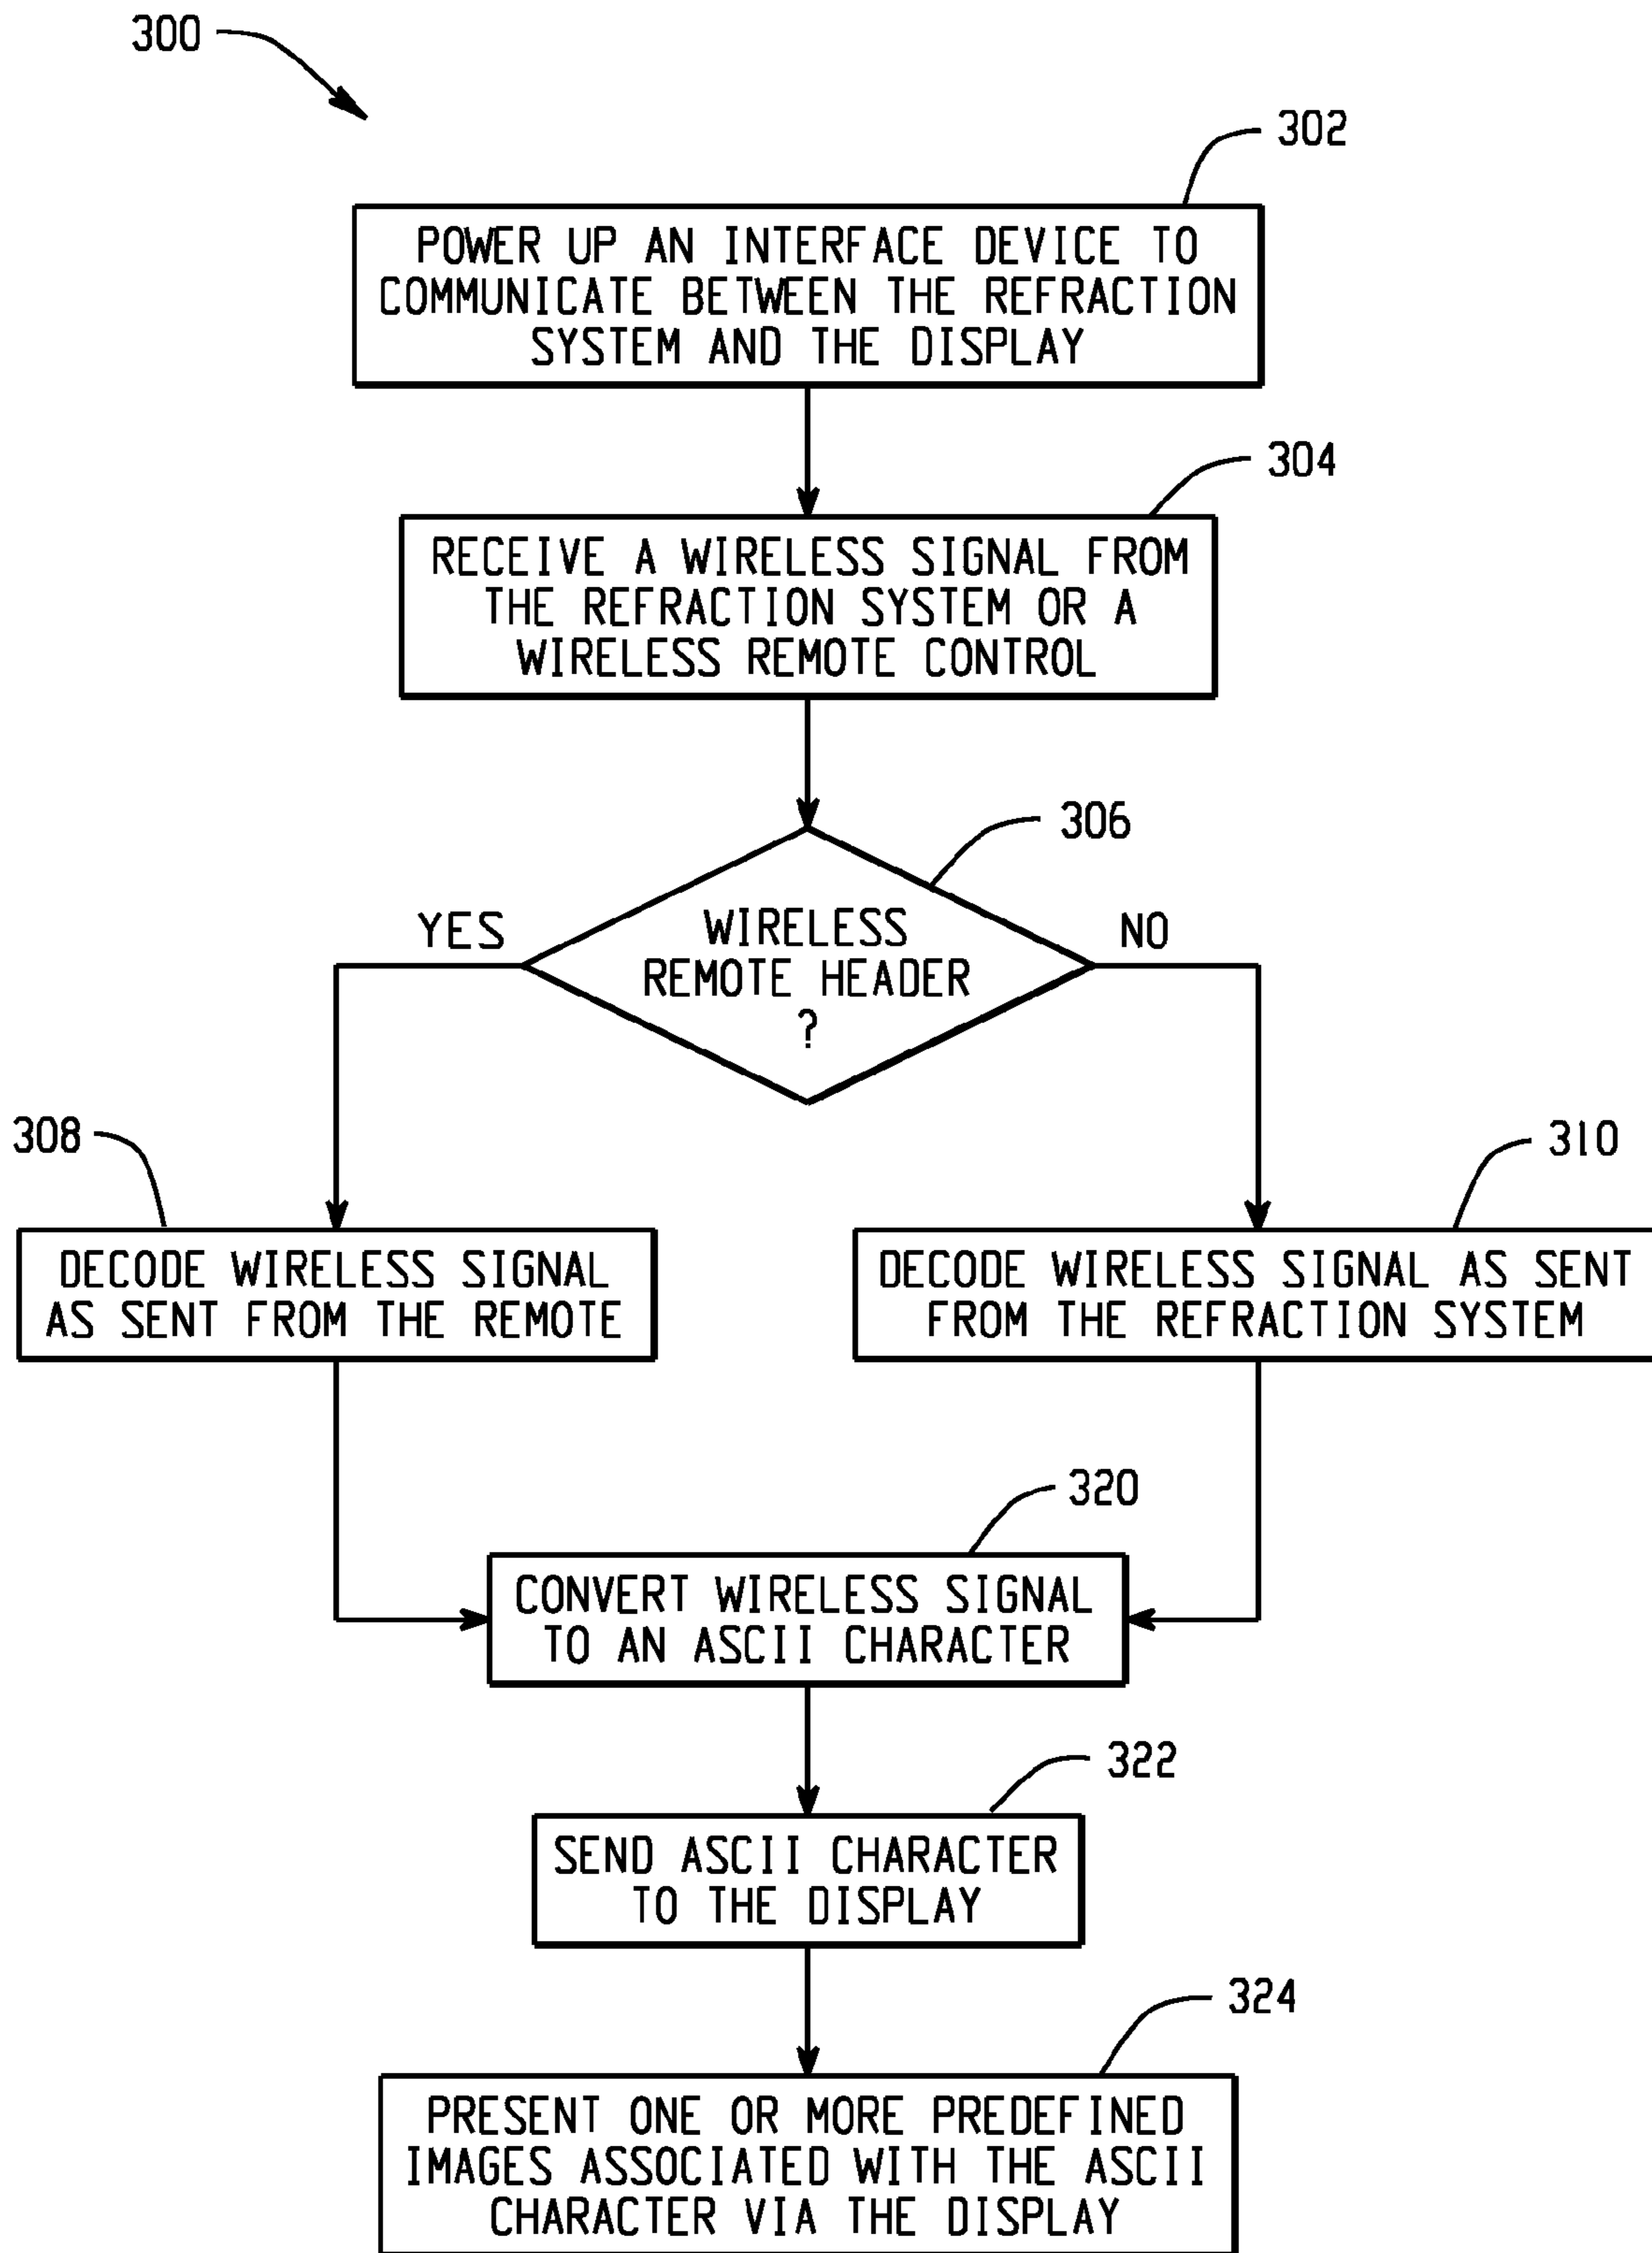 300
302
POWER UP AN INTERFACE DEVICE TO
COMMUNICATE BETWEEN THE REFRACTION
SYSTEM AND THE DISPLAY
304
RECEIVE A WIRELESS SIGNAL FROM
THE REFRACTION SYSTEM OR A
WIRELESS REMOTE CONTROL
306
WIRELESS
REMOTE HEADER
?
YES
NO
308
DECODE WIRELESS SIGNAL
AS SENT FROM THE REMOTE
310
DECODE WIRELESS SIGNAL AS SENT
FROM THE REFRACTION SYSTEM
320
CONVERT WIRELESS SIGNAL
TO AN ASCII CHARACTER
322
SEND ASCII CHARACTER
TO THE DISPLAY
324
PRESENT ONE OR MORE PREDEFINED
IMAGES ASSOCIATED WITH THE ASCII
CHARACTER VIA THE DISPLAY